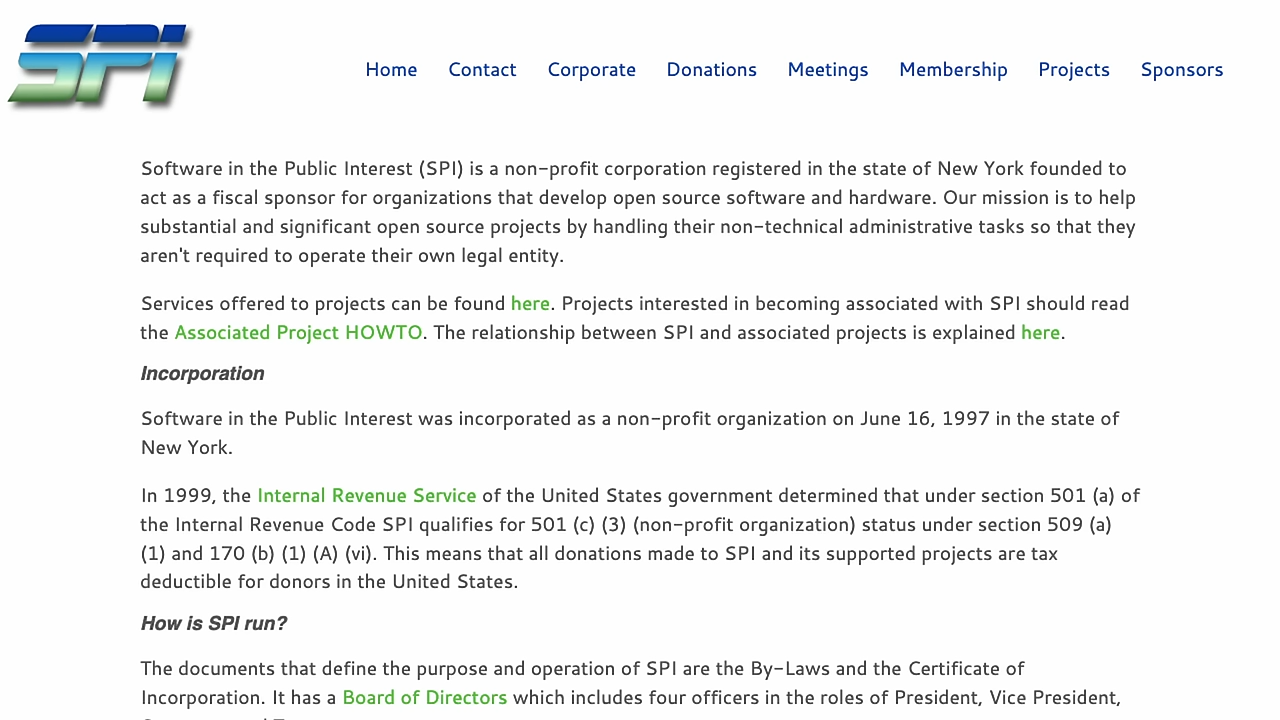 SPI
Home Contact Corporate Donations Meetings Membership Projects Sponsors
Software in the Public Interest (SPI) is a non-profit corporation registered in the state of New York founded to
act as a fiscal sponsor for organizations that develop open source software and hardware. Our mission is to help
substantial and significant open source projects by handling their non-technical administrative tasks so that they
aren't required to operate their own legal entity.
Services offered to projects can be found here. Projects interested in becoming associated with SPI should read
the Associated Project HOWTO. The relationship between SPI and associated projects is explained here.
Incorporation
Software in the Public Interest was incorporated as a non-profit organization on June 16, 1997 in the state of
New York.
In 1999, the Internal Revenue Service of the United States government determined that under section 501 (a) of
the Internal Revenue Code SPI qualifies for 501 (c) (3) (non-profit organization) status under section 509 (a)
(1) and 170 (b) (1) (A) (vi). This means that all donations made to SPI and its supported projects are tax
deductible for donors in the United States.
How is SPI run?
The documents that define the purpose and operation of SPI are the By-Laws and the Certificate of
Incorporation. It has a Board of Directors which includes four officers in the roles of President, Vice President,